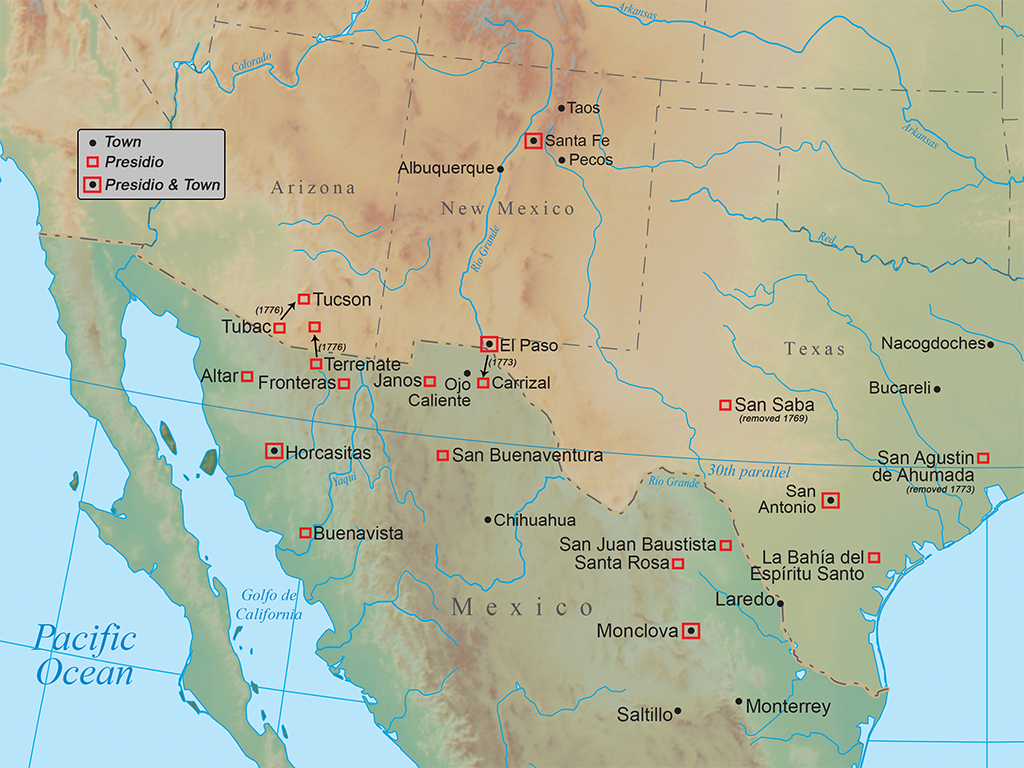 Arkansas
Colorado
Taos
Town
Presidio
Presidio & Town
Santa Fe
Pecos
Albuquerque
Arkansas
Arizona
New Mexico
Rio Grande
Red
Tucson
(1776)
Tubac
(1776)
Terrenate
El Paso
(1773)
Texas
Nacogdoches
Altar
Fronteras
Janos
Ojo
Caliente
Carrizal
Bucareli
San Saba
(removed 1769)
Horcasitas
San Buenaventura
30th parallel
San Agustin
de Ahumada
(removed 1773)
Yaqui
Rio Grande
San
Antonio
Chihuahua
Buenavista
San Juan Baustista
Santa Rosa
La Bahía del
Espíritu Santo
Golfo de
California
Mexico
Laredo
Pacific
Ocean
Monclova
Saltillo
Monterrey